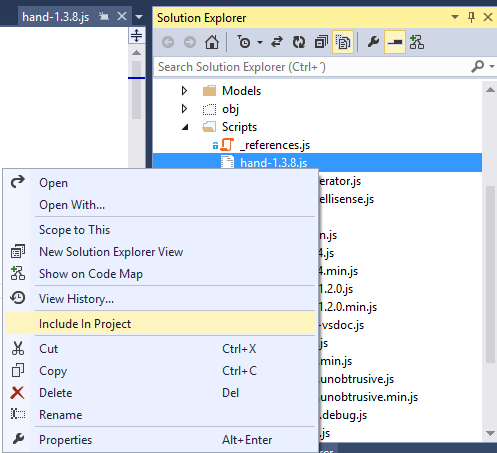 hand-1.3.8.js
Solution Explorer
Search Solution Explorer (Ctrl+´)
Models
obj
Scripts
_references.js
hand-1.3.8.js
erator.js
ellisense.js
n.js
4.js
4.min.js
1.2.0.js
1.2.0.min.js
-vsdoc.js
.js
min.js
unobtrusive.js
unobtrusive.min.js
.debug.js
.js
Open
Open With...
Scope to This
New Solution Explorer View
Show on Code Map
View History...
Include In Project
Cut Ctrl+X
Copy Ctrl+C
Delete Del
Rename
Properties Alt+Enter
rer